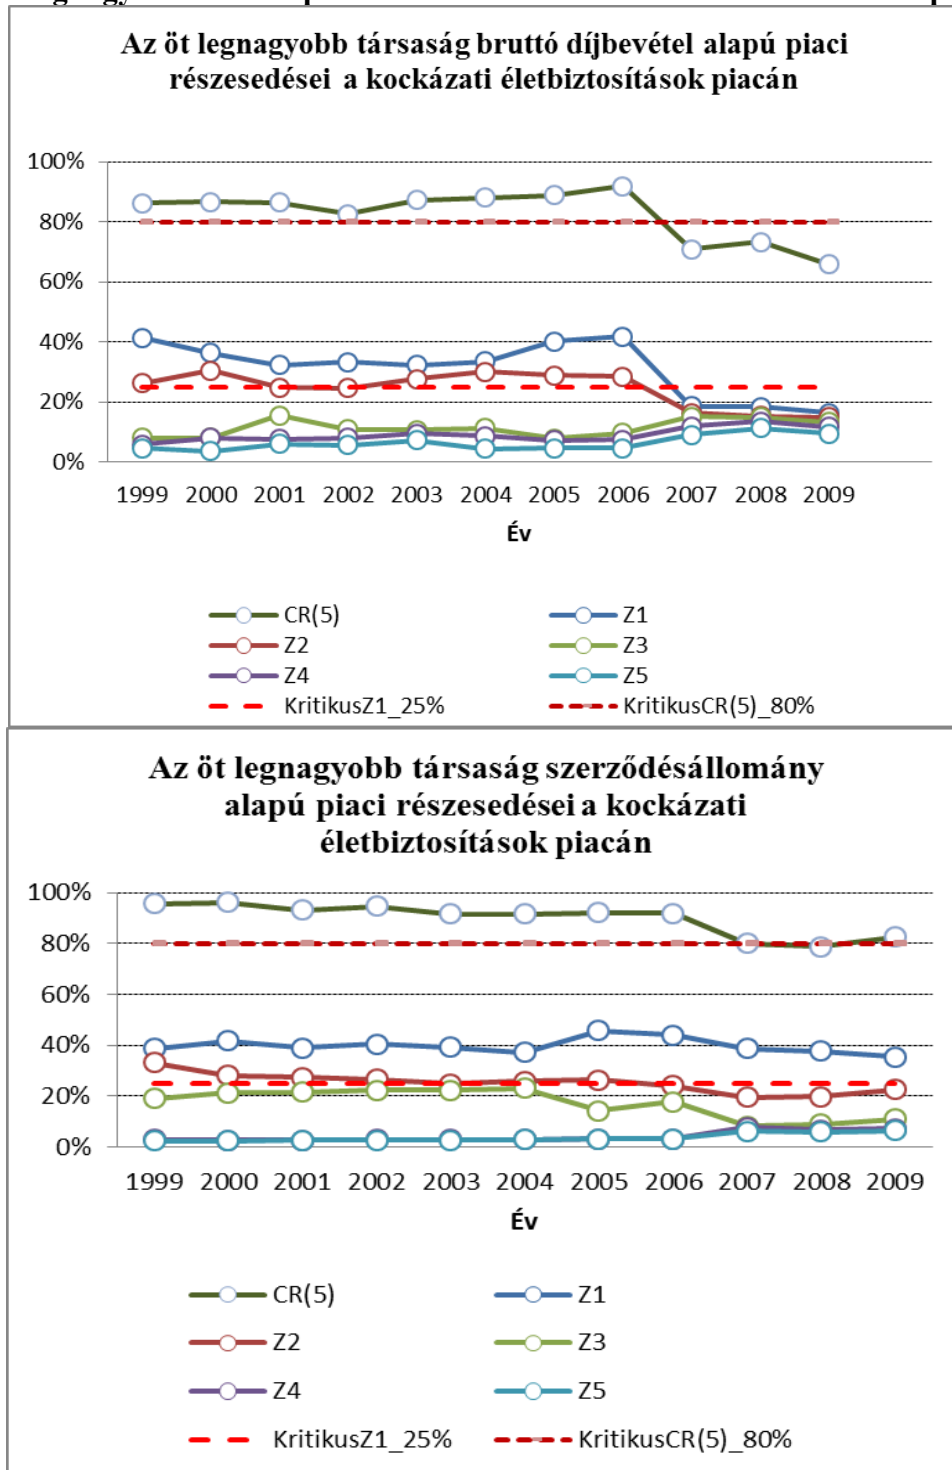 Az öt legnagyobb társaság bruttó díjbevétel alapú piaci
részesedései a kockázati életbiztosítások piacán
100%
80%
60%
40%
20%
0%
1999 2000 2001 2002 2003 2004 2005 2006 2007 2008 2009
Év
CR(5) Z1
Z2 Z3
Z4 Z5
KritikusZ1_25% KritikusCR(5)_80%
Az öt legnagyobb társaság szerződésállomány
alapú piaci részesedései a kockázati
életbiztosítások piacán
100%
80%
60%
40%
20%
0%
1999 2000 2001 2002 2003 2004 2005 2006 2007 2008 2009
Év
CR(5) Z1
Z2 Z3
Z4 Z5
KritikusZ1_25% KritikusCR(5)_80%